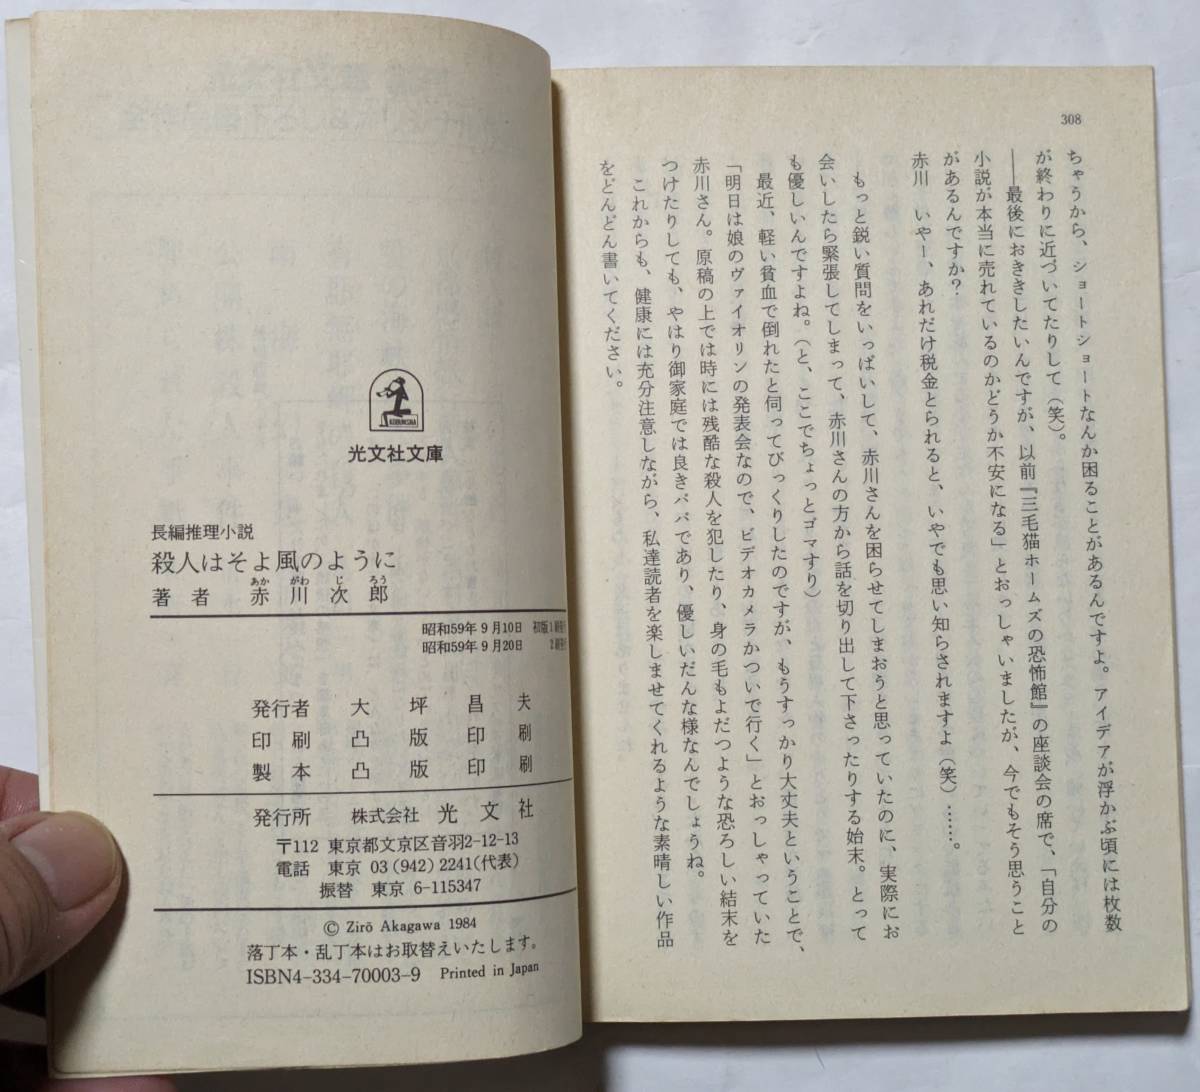 308
ちゃうから、ショートショートなんか困ることがあるんですよ。アイデアが浮かぶ頃には枚数
が終わりに近づいてたりして(笑)。
――最後におききしたいんですが、以前『三毛猫ホームズの恐怖館』の座談会の席で、「自分の
小説が本当に売れているのかどうか不安になる」とおっしゃいましたが、今でもそう思うこと
があるんですか?
赤川 いやー、あれだけ税金とられると、いやでも思い知らされますよ(笑)……。
もっと鋭い質問をいっぱいして、赤川さんを困らせてしまおうと思っていたのに、実際にお
会いしたら緊張してしまって、赤川さんの方から話を切り出して下さったりする始末。とって
も優しいんですよね。(と、ここでちょっとゴマすり)
最近、軽い貧血で倒れたと伺ってびっくりしたのですが、もうすっかり大丈夫ということで、
「明日は娘のヴァイオリンの発表会なので、ビデオカメラかついで行く」とおっしゃっていた
赤川さん。原稿の上では時には残酷な殺人を犯したり、身の毛もよだつような恐ろしい結末を
つけたりしても、やはり御家庭では良きパパであり、優しいだんな様なんでしょうね。
これからも、健康には充分注意しながら、私達読者を楽しませてくれるような素晴しい作品
をどんどん書いてください。
KOBUNSHA
光文社文庫
長編推理小説
殺人はそよ風のように
あか がわ じ ろう
著者 赤川次郎
昭和59年9月10日 初版1刷発行
昭和59年9月20日 2刷発行
発行者 大坪昌夫
印刷 凸版印刷
製本 凸版印刷
発行所 株式会社 光文社
〒112 東京都文京区音羽2-12-13
電話 東京 03(942)2241(代表)
振替 東京 6-115347
© Zirō Akagawa 1984
落丁本・乱丁本はお取替えいたします。
ISBN4-334-70003-9 Printed in Japan